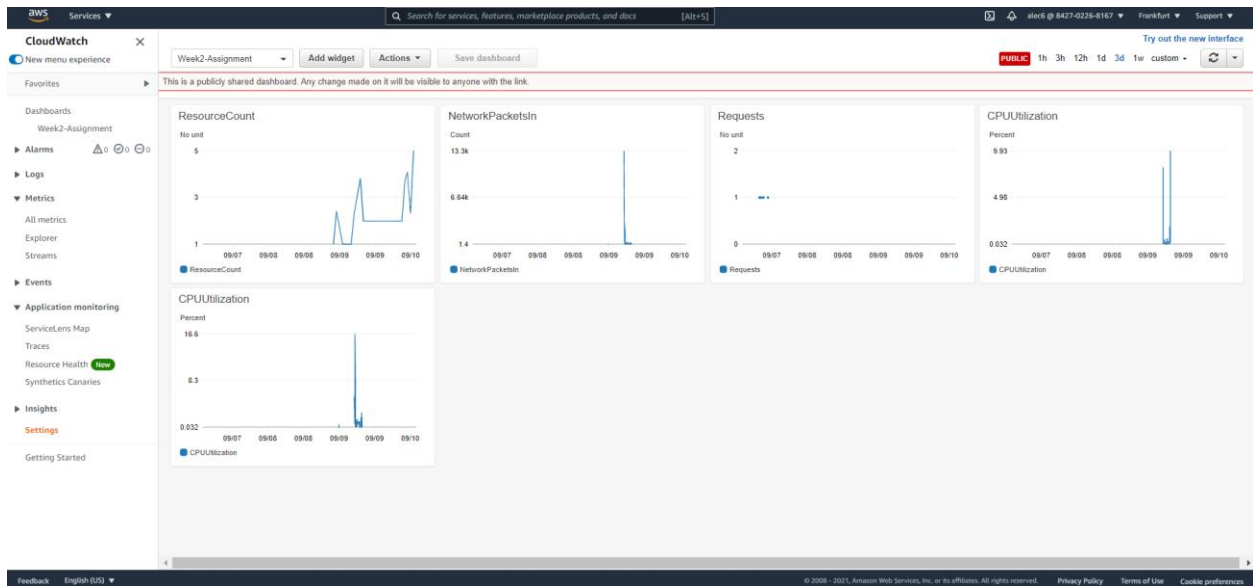 aws Services ▼ Search for services, features, marketplace products, and docs [Alt+S] alec6 @ 8427-0226-8167 ▼ Frankfurt ▼ Support ▼
CloudWatch ×
New menu experience
Favorites
Dashboards
Week2-Assignment
Alarms 0 0 0
Logs
Metrics
All metrics
Explorer
Streams
Events
Application monitoring
ServiceLens Map
Traces
Resource Health New
Synthetics Canaries
Insights
Settings
Getting Started
Try out the new interface
Week2-Assignment Add widget Actions Save dashboard PUBLIC 1h 3h 12h 1d 3d 1w custom
This is a publicly shared dashboard. Any change made on it will be visible to anyone with the link.
ResourceCount
No unit
5
3
1
09/07 09/08 09/08 09/09 09/09 09/10
ResourceCount
NetworkPacketsIn
Count
13.3k
6.64k
1.4
09/07 09/08 09/08 09/09 09/09 09/10
NetworkPacketsIn
Requests
No unit
2
1
0
09/07 09/08 09/08 09/09 09/09 09/10
Requests
CPUUtilization
Percent
9.93
4.98
0.032
09/07 09/08 09/08 09/09 09/09 09/10
CPUUtilization
CPUUtilization
Percent
16.6
8.3
0.032
09/07 09/08 09/08 09/09 09/09 09/10
CPUUtilization
Feedback English (US) ▼ © 2008 - 2021, Amazon Web Services, Inc. or its affiliates. All rights reserved. Privacy Policy Terms of Use Cookie preferences